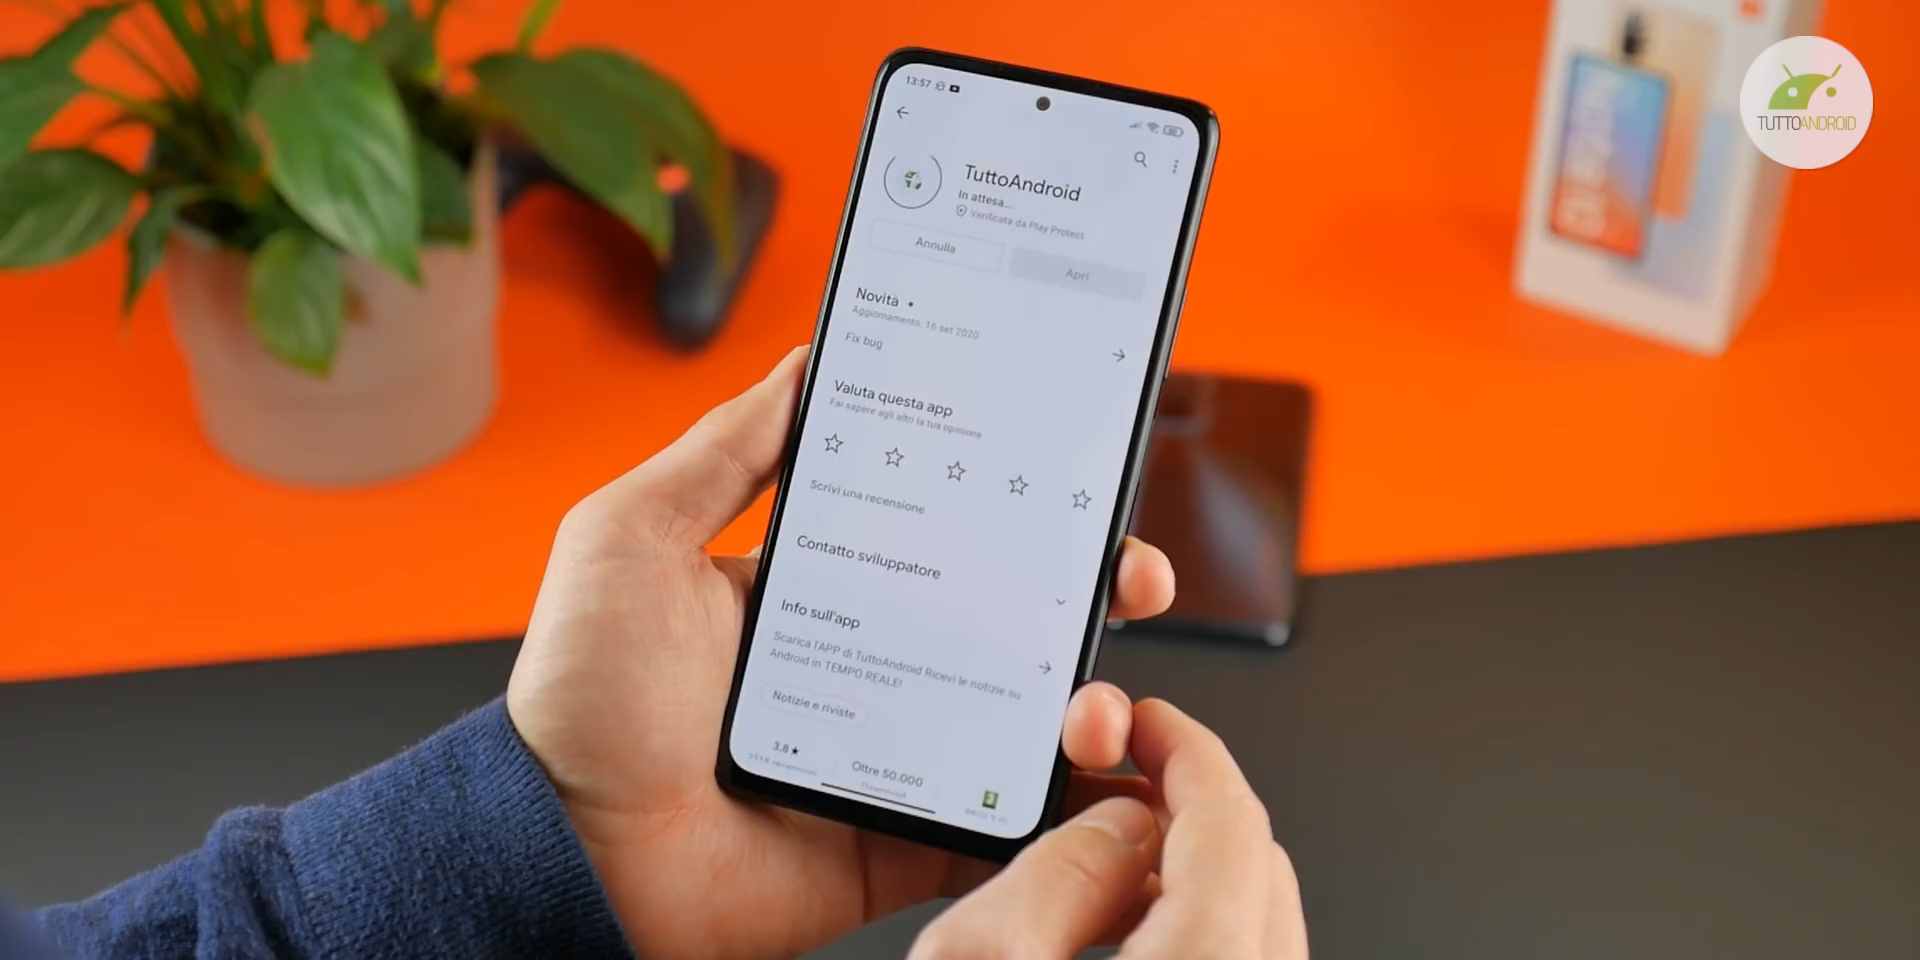 13:57
TuttoAndroid
In attesa...
Verificata da Play Protect
Annulla
Apri
Novità •
Aggiornamento: 16 set 2020
Fix bug
Valuta questa app
Fai sapere agli altri la tua opinione
Scrivi una recensione
Contatto sviluppatore
Info sull'app
Scarica l'APP di TuttoAndroid Ricevi le notizie su
Android in TEMPO REALE!
Notizie e riviste
3,8★
Oltre 50.000
Download
TUTTOANDROID